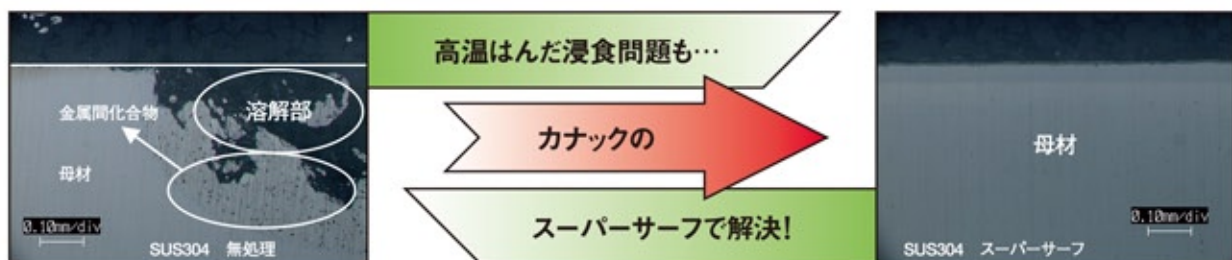 金属間化合物
溶解部
母材
0.10mm/div
SUS304 無処理
高温はんだ浸食問題も…
カナックの
スーパーサーフで解決!
母材
0.10mm/div
SUS304 スーパーサーフ